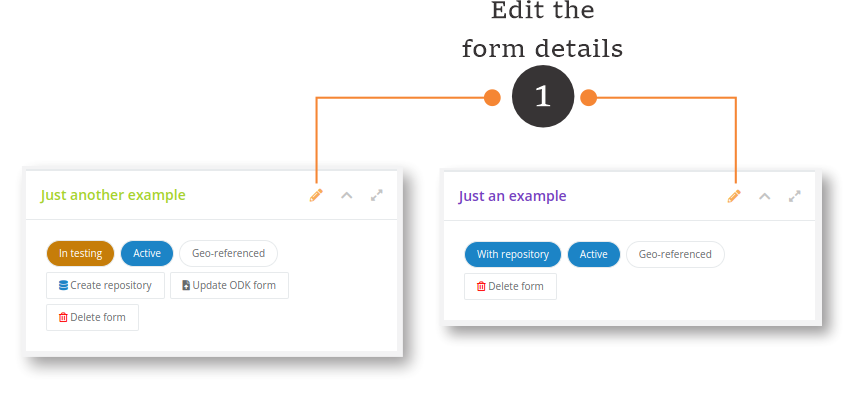 Edit the
form details
1
Just another example
In testing
Active
Geo-referenced
Create repository
Update ODK form
Delete form
Just an example
With repository
Active
Geo-referenced
Delete form